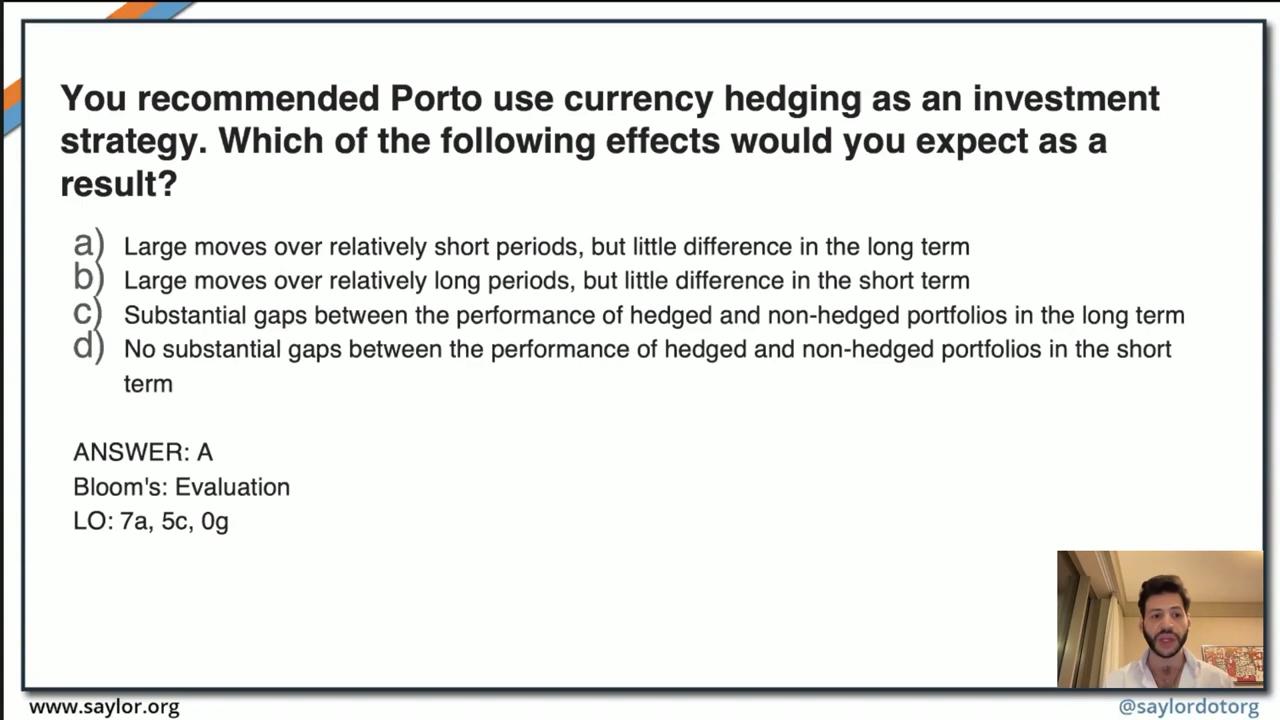 You recommended Porto use currency hedging as an investment
strategy. Which of the following effects would you expect as a
result?
a) Large moves over relatively short periods, but little difference in the long term
b) Large moves over relatively long periods, but little difference in the short term
c) Substantial gaps between the performance of hedged and non-hedged portfolios in the long term
d) No substantial gaps between the performance of hedged and non-hedged portfolios in the short
term
ANSWER: A
Bloom's: Evaluation
LO: 7a, 5c, 0g
www.saylor.org
@saylordotorg